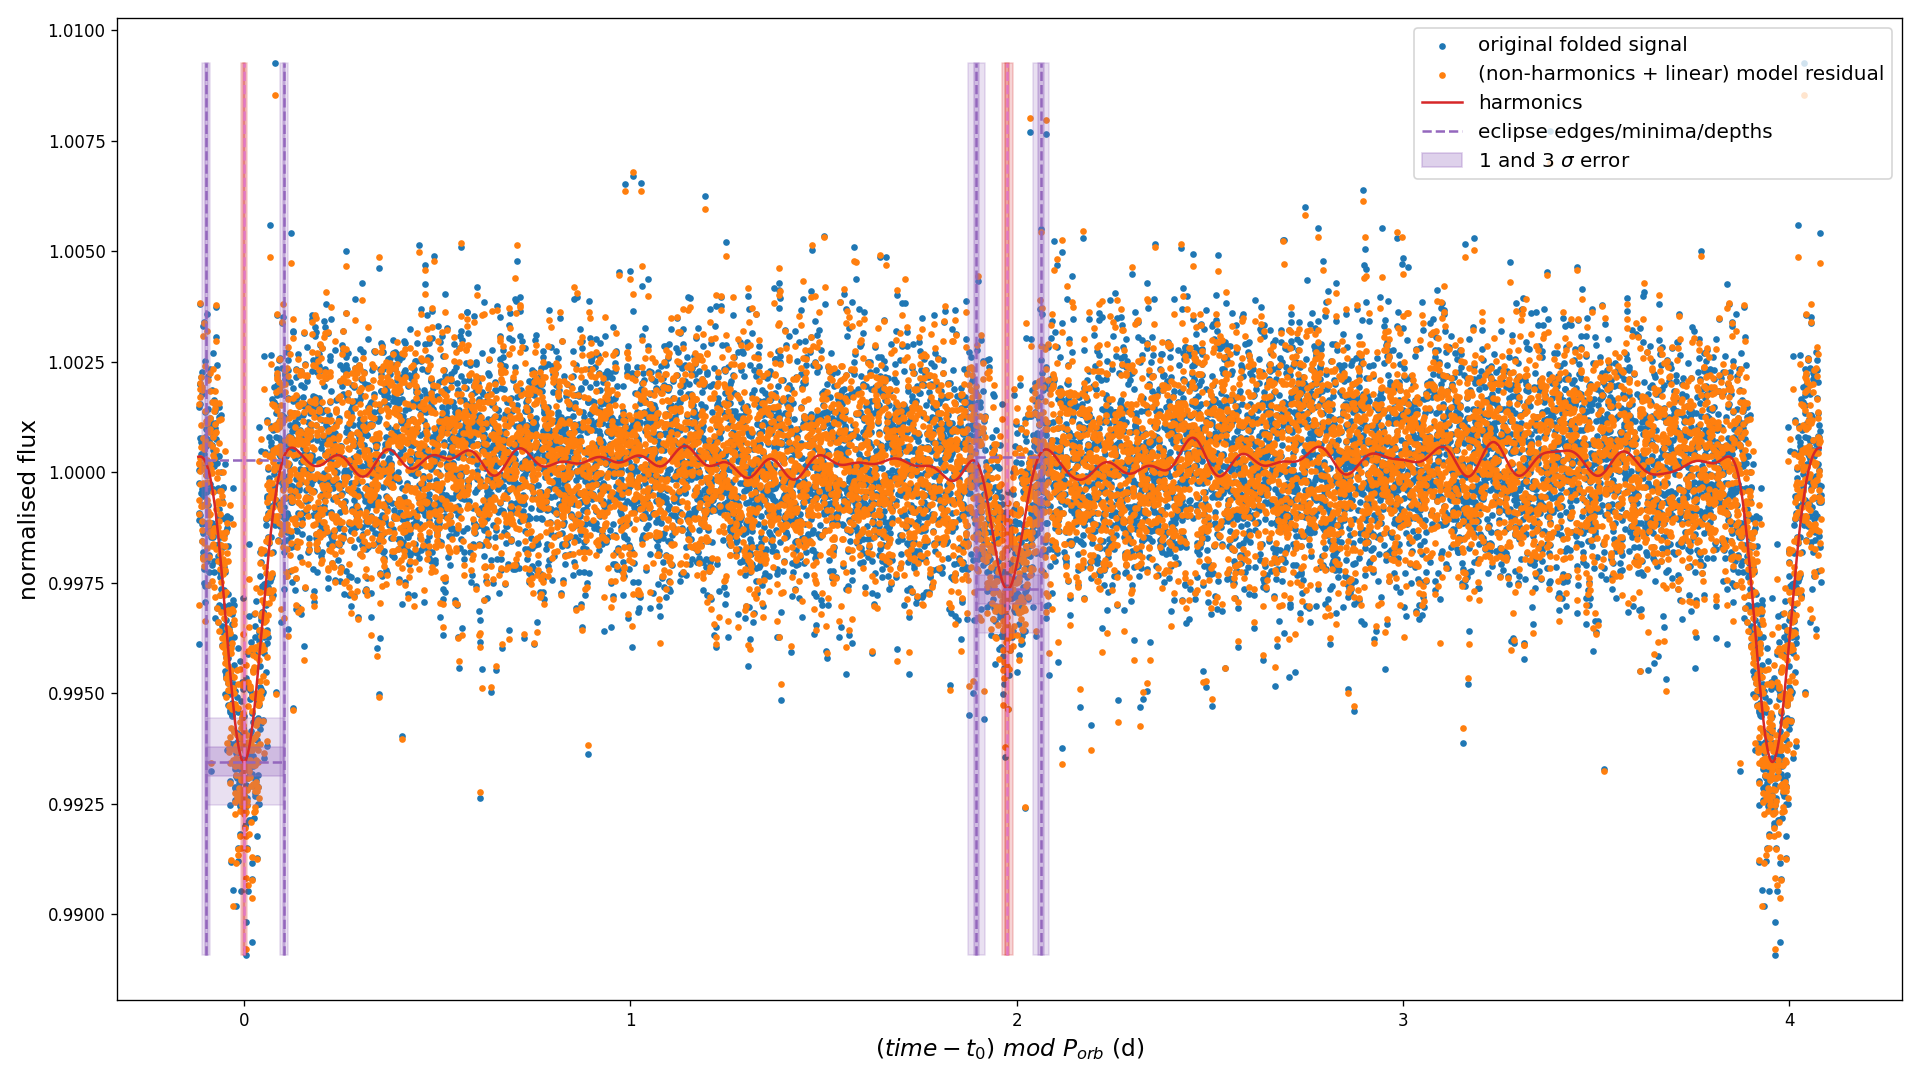 1.0100
1.0075
1.0050
1.0025
1.0000
0.9975
0.9950
0.9925
0.9900
normalised flux
original folded signal
(non-harmonics + linear) model residual
harmonics
eclipse edges/minima/depths
1 and 3 σ error
0 1 2 3 4
(time − t₀) mod P_orb (d)